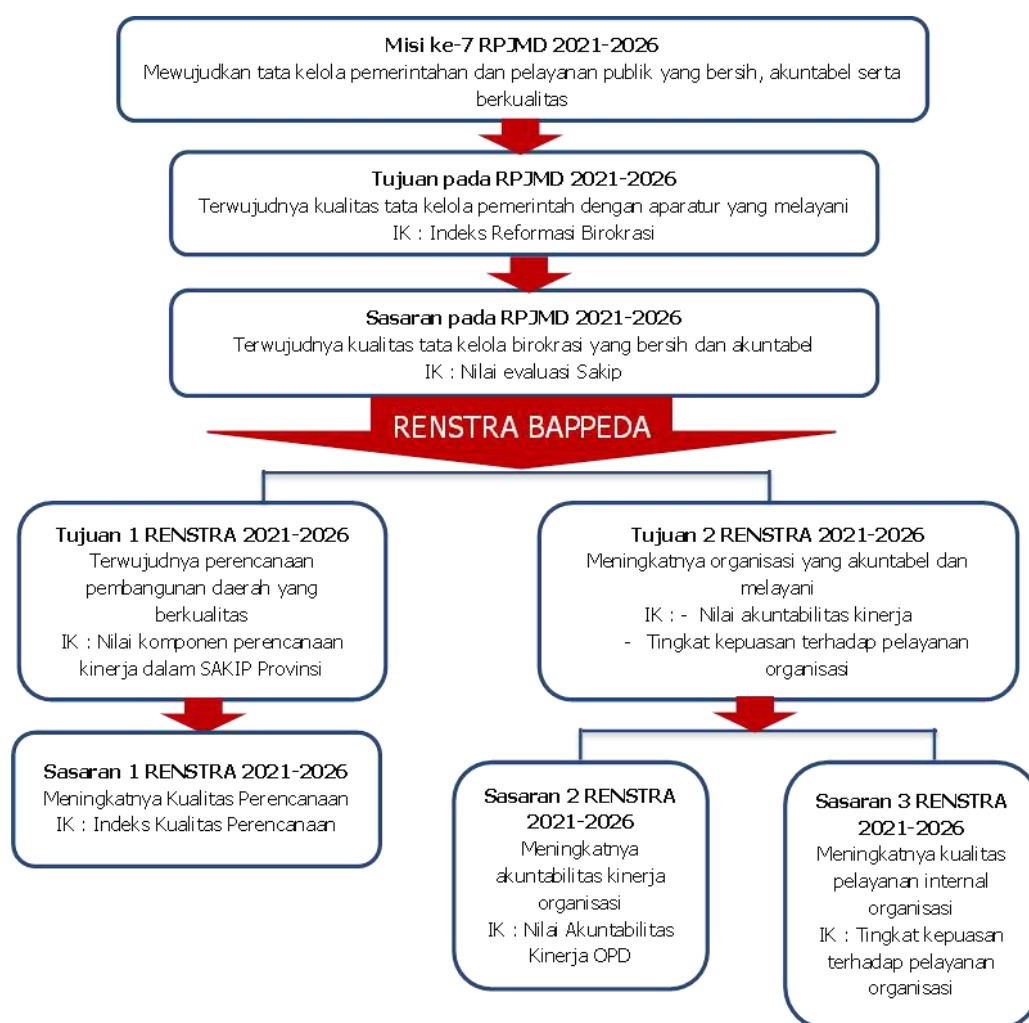 Misi ke-7 RPJMD 2021-2026
Mewujudkan tata kelola pemerintahan dan pelayanan publik yang bersih, akuntabel serta
berkualitas
Tujuan pada RPJMD 2021-2026
Terwujudnya kualitas tata kelola pemerintah dengan aparatur yang melayani
IK : Indeks Reformasi Birokrasi
Sasaran pada RPJMD 2021-2026
Terwujudnya kualitas tata kelola birokrasi yang bersih dan akuntabel
IK : Nilai evaluasi Sakip
RENSTRA BAPPEDA
Tujuan 1 RENSTRA 2021-2026
Terwujudnya perencanaan
pembangunan daerah yang
berkualitas
IK : Nilai komponen perencanaan
kinerja dalam SAKIP Provinsi
Tujuan 2 RENSTRA 2021-2026
Meningkatnya organisasi yang akuntabel dan
melayani
IK : - Nilai akuntabilitas kinerja
- Tingkat kepuasan terhadap pelayanan
organisasi
Sasaran 1 RENSTRA 2021-2026
Meningkatnya Kualitas Perencanaan
IK : Indeks Kualitas Perencanaan
Sasaran 2 RENSTRA
2021-2026
Meningkatnya
akuntabilitas kinerja
organisasi
IK : Nilai Akuntabilitas
Kinerja OPD
Sasaran 3 RENSTRA
2021-2026
Meningkatnya kualitas
pelayanan internal
organisasi
IK : Tingkat kepuasan
terhadap pelayanan
organisasi